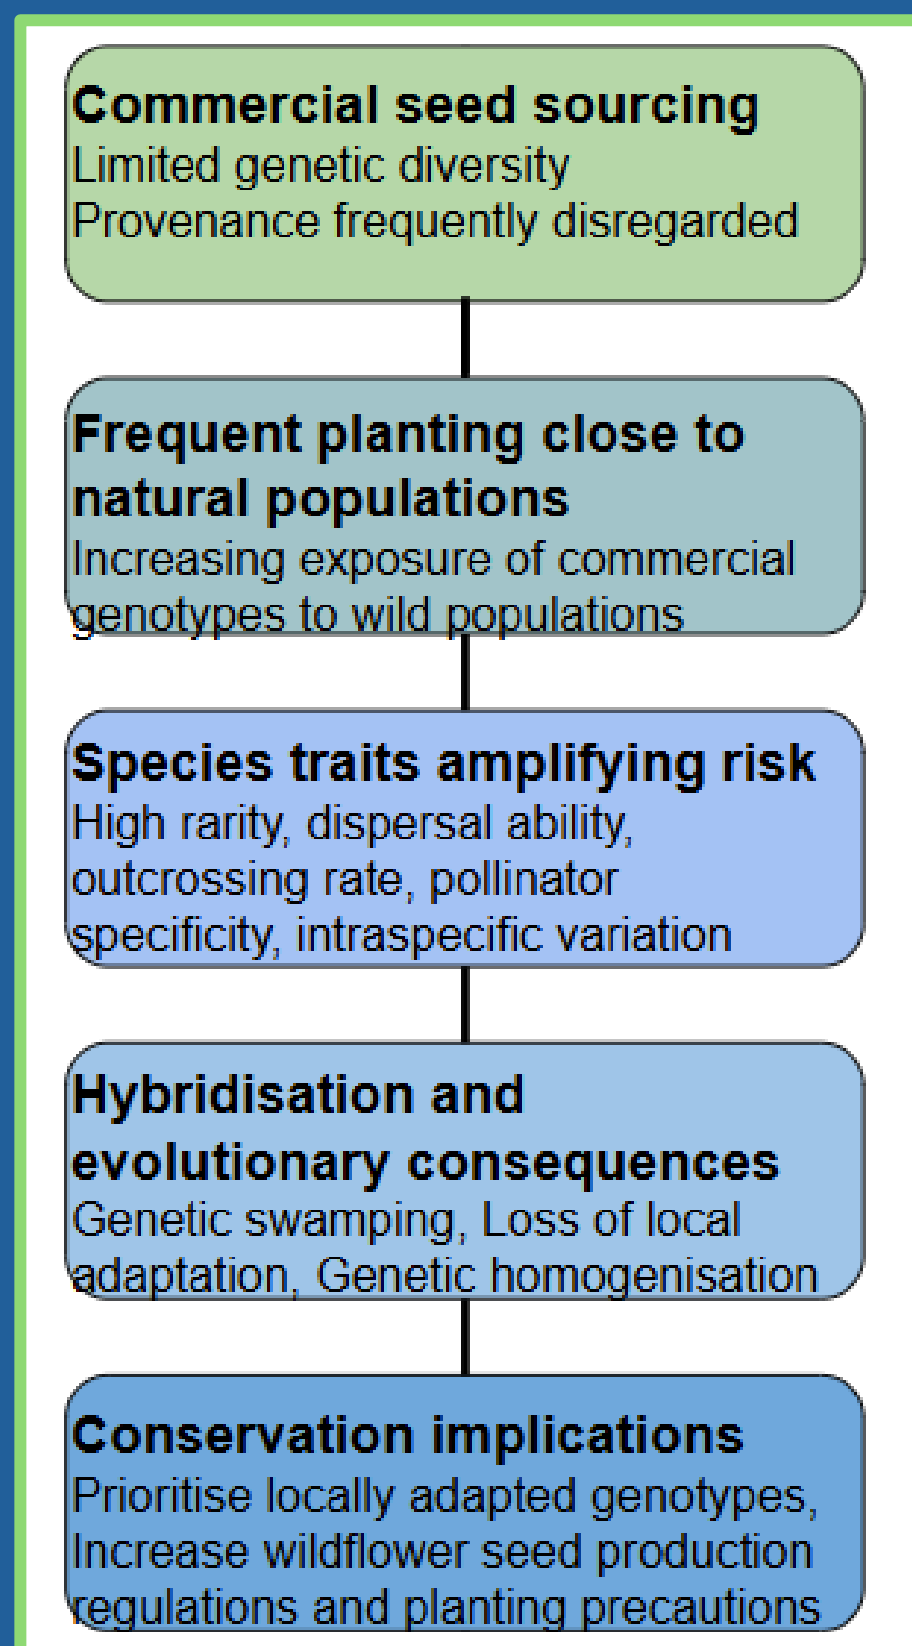 Commercial seed sourcing
Limited genetic diversity
Provenance frequently disregarded
Frequent planting close to
natural populations
Increasing exposure of commercial
genotypes to wild populations
Species traits amplifying risk
High rarity, dispersal ability,
outcrossing rate, pollinator
specificity, intraspecific variation
Hybridisation and
evolutionary consequences
Genetic swamping, Loss of local
adaptation, Genetic homogenisation
Conservation implications
Prioritise locally adapted genotypes,
Increase wildflower seed production
regulations and planting precautions